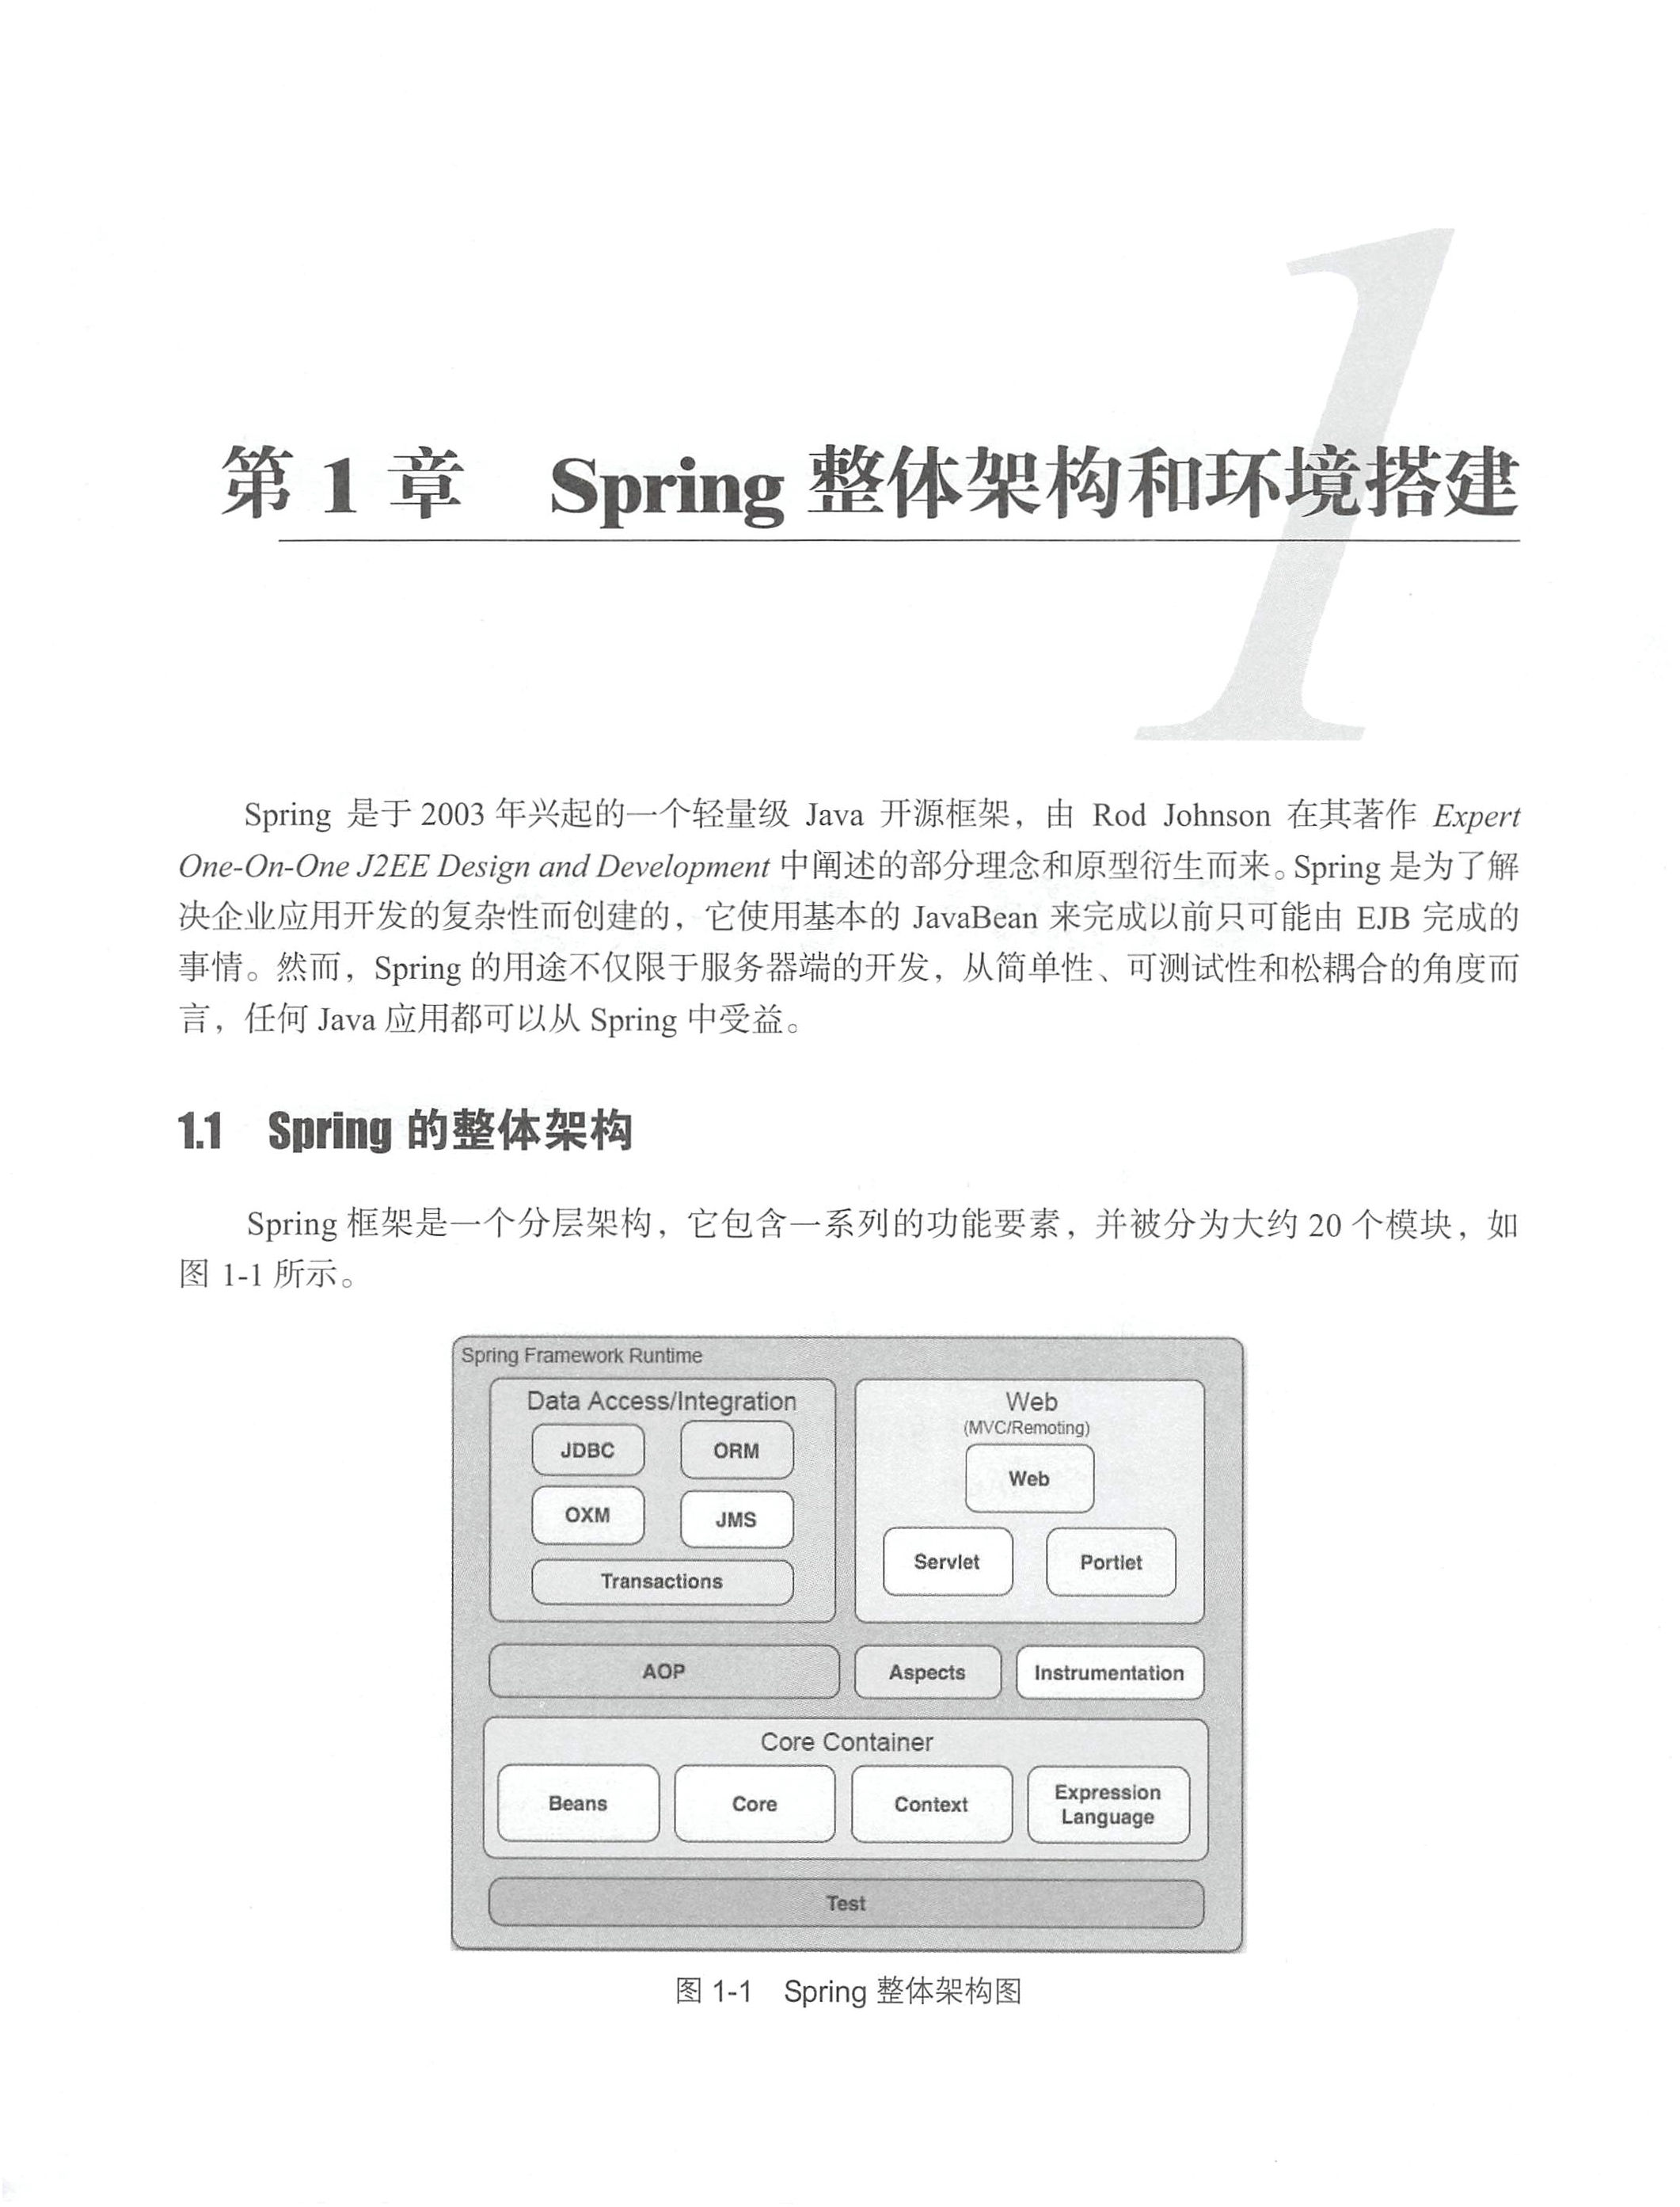 1
第 1 章 Spring 整体架构和环境搭建
Spring 是于 2003 年兴起的一个轻量级 Java 开源框架，由 Rod Johnson 在其著作 Expert
One-On-One J2EE Design and Development 中阐述的部分理念和原型衍生而来。Spring 是为了解
决企业应用开发的复杂性而创建的，它使用基本的 JavaBean 来完成以前只可能由 EJB 完成的
事情。然而，Spring 的用途不仅限于服务器端的开发，从简单性、可测试性和松耦合的角度而
言，任何 Java 应用都可以从 Spring 中受益。
1.1 Spring 的整体架构
Spring 框架是一个分层架构，它包含一系列的功能要素，并被分为大约 20 个模块，如
图 1-1 所示。
Spring Framework Runtime
Data Access/Integration
JDBC ORM
OXM JMS
Transactions
Web
(MVC/Remoting)
Web
Servlet Portlet
AOP Aspects Instrumentation
Core Container
Beans Core Context Expression
Language
Test
图 1-1 Spring 整体架构图